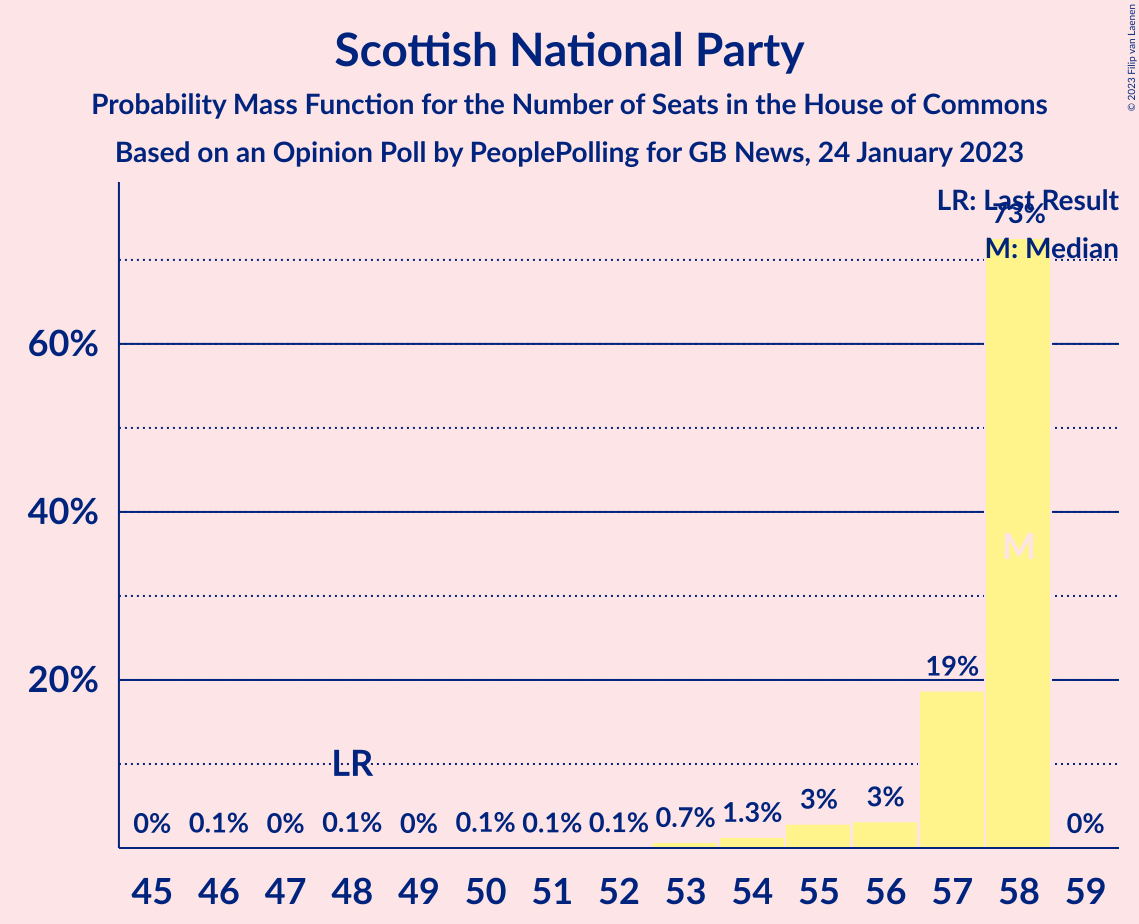 Scottish National Party
Probability Mass Function for the Number of Seats in the House of Commons
Based on an Opinion Poll by PeoplePolling for GB News, 24 January 2023
© 2023 Filip van Laenen
LR: Last Result
73%
M: Median
60%
40%
M
20%
19%
LR
0% 0.1% 0% 0.1% 0% 0.1% 0.1% 0.1% 0.7% 1.3% 3% 3% 0%
45 46 47 48 49 50 51 52 53 54 55 56 57 58 59